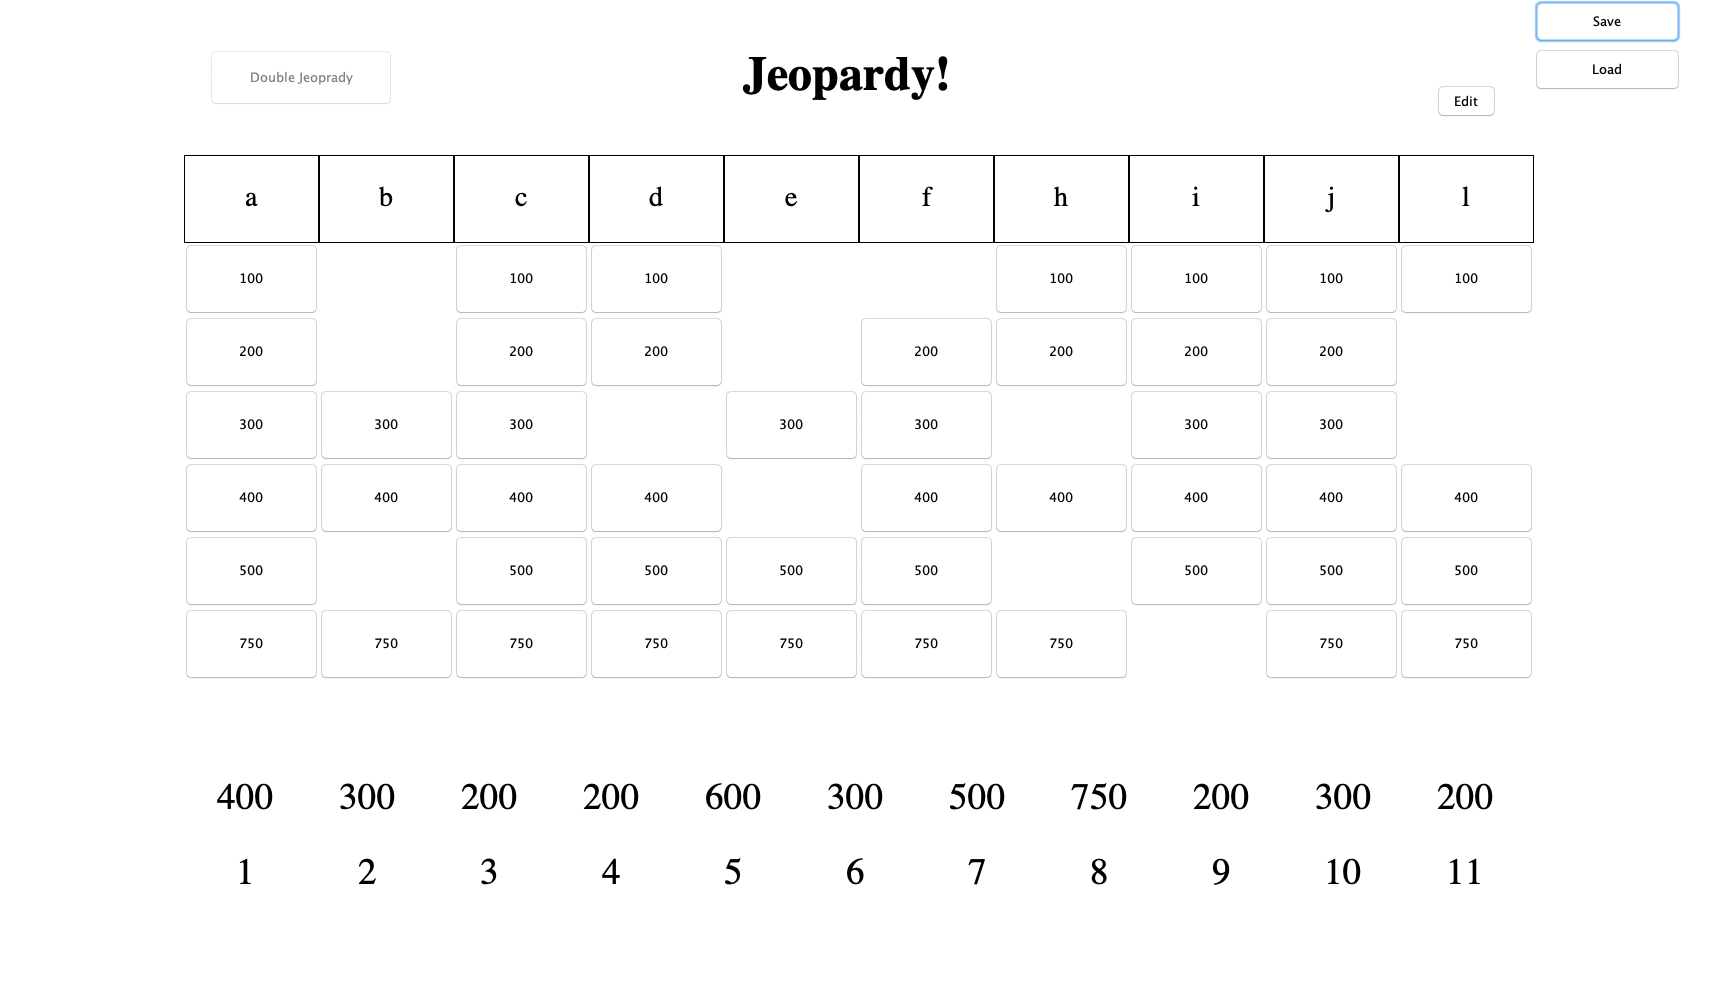 Save
Double Jeoprady Jeopardy! Load
Edit
a b c d e f h i j l
100 100 100 100 100 100 100
200 200 200 200 200 200 200
300 300 300 300 300 300 300
400 400 400 400 400 400 400 400 400
500 500 500 500 500 500 500 500
750 750 750 750 750 750 750 750 750
400 300 200 200 600 300 500 750 200 300 200
1 2 3 4 5 6 7 8 9 10 11